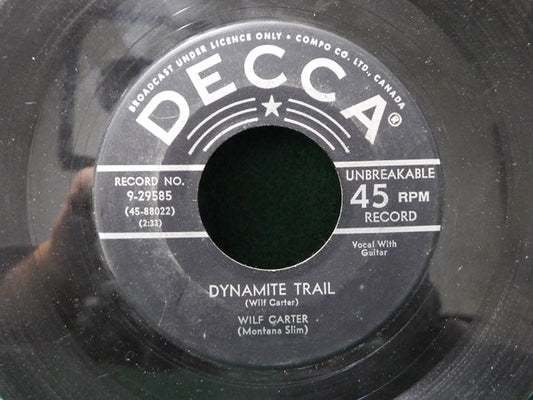 BROADCAST UNDER LICENCE ONLY • COMPO CO. LTD., CANADA
DECCA®
RECORD NO.
9-29585
(45-88022)
(2:33)
UNBREAKABLE
45 RPM
RECORD
Vocal With
Guitar
DYNAMITE TRAIL
(Wilf Carter)
WILF CARTER
(Montana Slim)